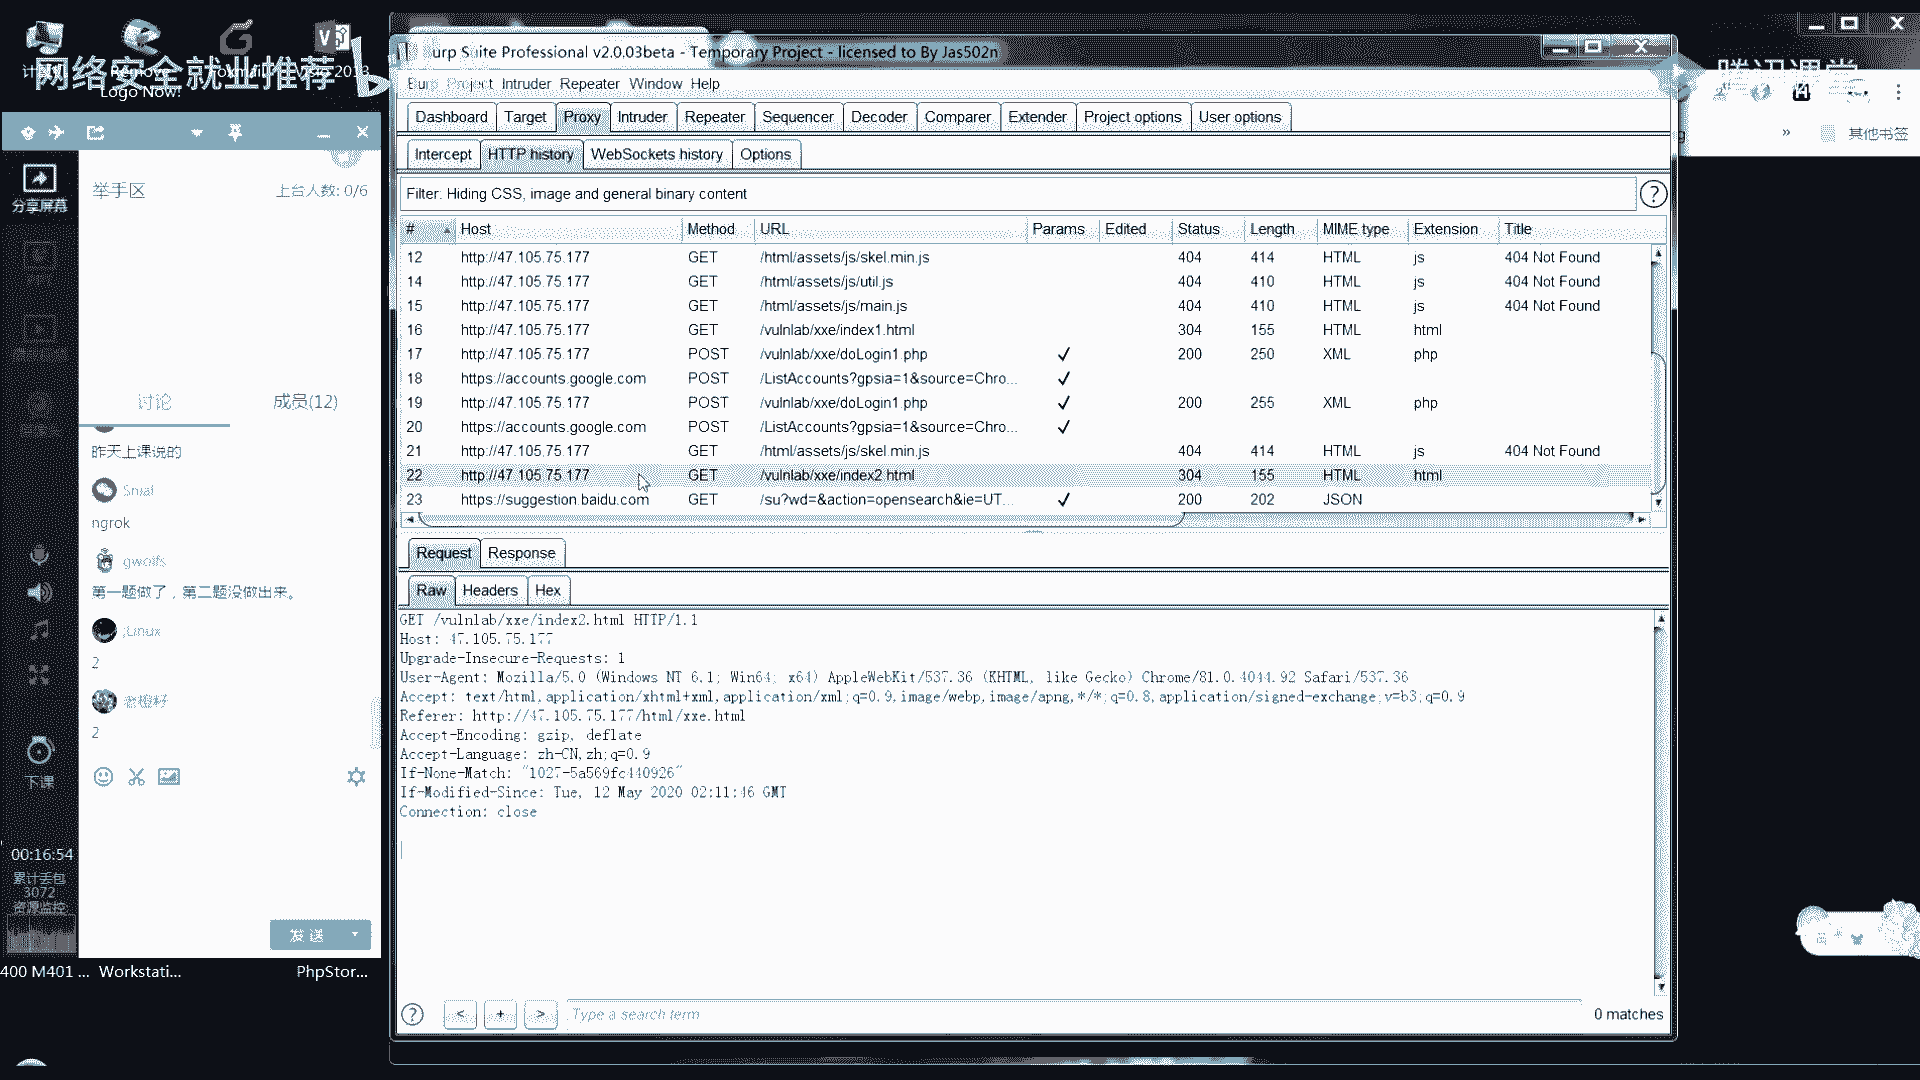 网络安全就业推荐
腾讯课堂
Logo Now!
其他书签
分享屏幕
举手区
上台人数: 0/6
讨论
成员(12)
昨天上课说的
Snial
ngrok
gwolfs
第一题做了，第二题没做出来。
;Linux
2
2
下课
00:16:54
累计丢包
3072
资源监控
发 送
400 M401 ...
Workstati...
PhpStor...
Burp Suite Professional v2.0.03beta - Temporary Project - licensed to By Jas502n
Burp Project Intruder Repeater Window Help
Dashboard Target Proxy Intruder Repeater Sequencer Decoder Comparer Extender Project options User options
Intercept HTTP history WebSockets history Options
Filter: Hiding CSS, image and general binary content
# Host Method URL Params Edited Status Length MIME type Extension Title
12 http://47.105.75.177 GET /html/assets/js/skel.min.js 404 414 HTML js 404 Not Found
14 http://47.105.75.177 GET /html/assets/js/util.js 404 410 HTML js 404 Not Found
15 http://47.105.75.177 GET /html/assets/js/main.js 404 410 HTML js 404 Not Found
16 http://47.105.75.177 GET /vulnlab/xxe/index1.html 304 155 HTML html
17 http://47.105.75.177 POST /vulnlab/xxe/doLogin1.php ✓ 200 250 XML php
18 https://accounts.google.com POST /ListAccounts?gpsia=1&source=Chro... ✓
19 http://47.105.75.177 POST /vulnlab/xxe/doLogin1.php ✓ 200 255 XML php
20 https://accounts.google.com POST /ListAccounts?gpsia=1&source=Chro... ✓
21 http://47.105.75.177 GET /html/assets/js/skel.min.js 404 414 HTML js 404 Not Found
22 http://47.105.75.177 GET /vulnlab/xxe/index2.html 304 155 HTML html
23 https://suggestion.baidu.com GET /su?wd=&action=opensearch&ie=UT... ✓ 200 202 JSON
Request Response
Raw Headers Hex
GET /vulnlab/xxe/index2.html HTTP/1.1
Host: 47.105.75.177
Upgrade-Insecure-Requests: 1
User-Agent: Mozilla/5.0 (Windows NT 6.1; Win64; x64) AppleWebKit/537.36 (KHTML, like Gecko) Chrome/81.0.4044.92 Safari/537.36
Accept: text/html,application/xhtml+xml,application/xml;q=0.9,image/webp,image/apng,*/*;q=0.8,application/signed-exchange;v=b3;q=0.9
Referer: http://47.105.75.177/html/xxe.html
Accept-Encoding: gzip, deflate
Accept-Language: zh-CN,zh;q=0.9
If-None-Match: "1027-5a569fc440926"
If-Modified-Since: Tue, 12 May 2020 02:11:46 GMT
Connection: close
Type a search term
0 matches